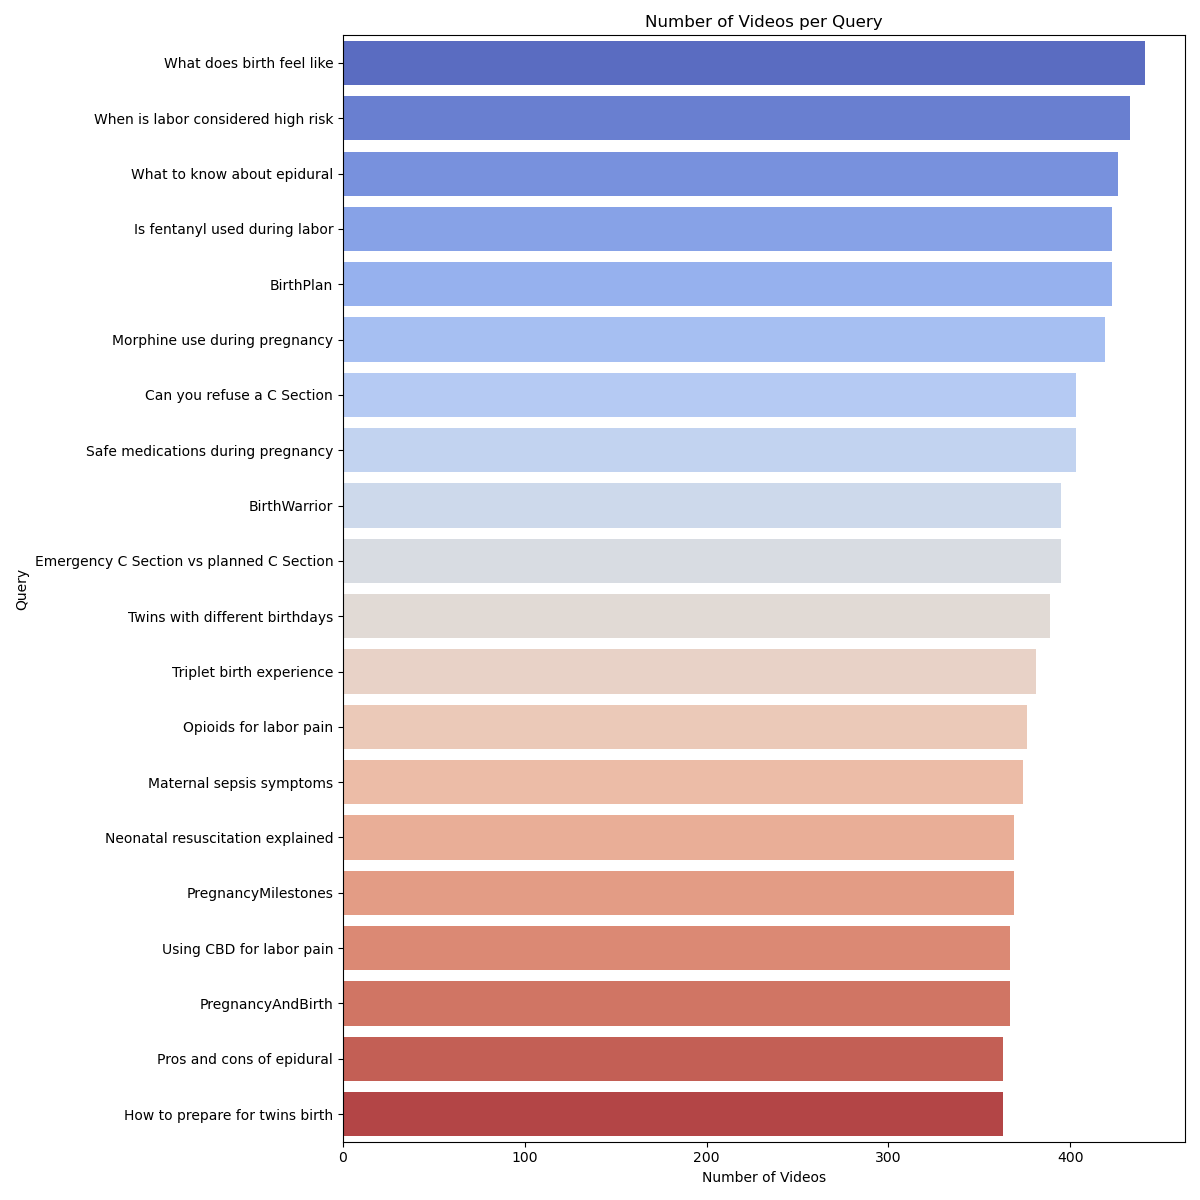 Number of Videos per Query
What does birth feel like
When is labor considered high risk
What to know about epidural
Is fentanyl used during labor
BirthPlan
Morphine use during pregnancy
Can you refuse a C Section
Safe medications during pregnancy
BirthWarrior
Emergency C Section vs planned C Section
Twins with different birthdays
Triplet birth experience
Opioids for labor pain
Maternal sepsis symptoms
Neonatal resuscitation explained
PregnancyMilestones
Using CBD for labor pain
PregnancyAndBirth
Pros and cons of epidural
How to prepare for twins birth
Query
0 100 200 300 400
Number of Videos